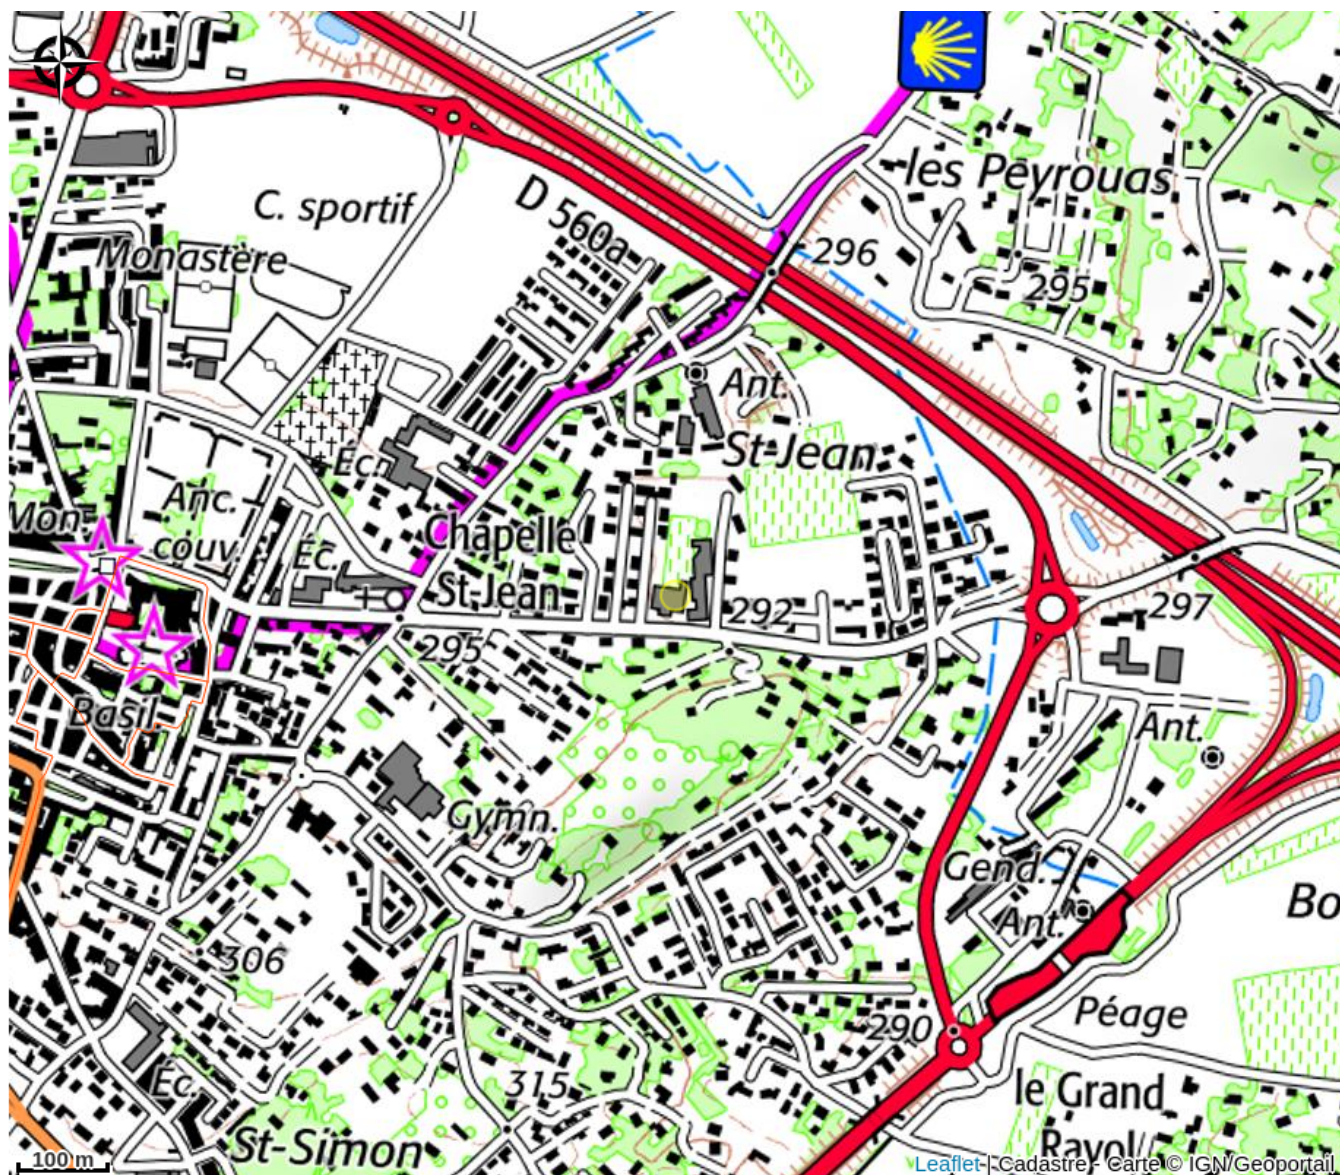 les Peyrouas
C. sportif
D 560a
296
Monastère
295
Ant.
St-Jean
Éc.
Anc.
couv.
Mon.
Chapelle
St-Jean
Éc.
292
297
295
Basil.
Ant.
Gymn.
Gend.
Ant.
Bo
306
Péage
290
Éc.
315
le Grand
Rayol
St-Simon
100 m
Leaflet | Cadastre - Carte © IGN/Geoportail